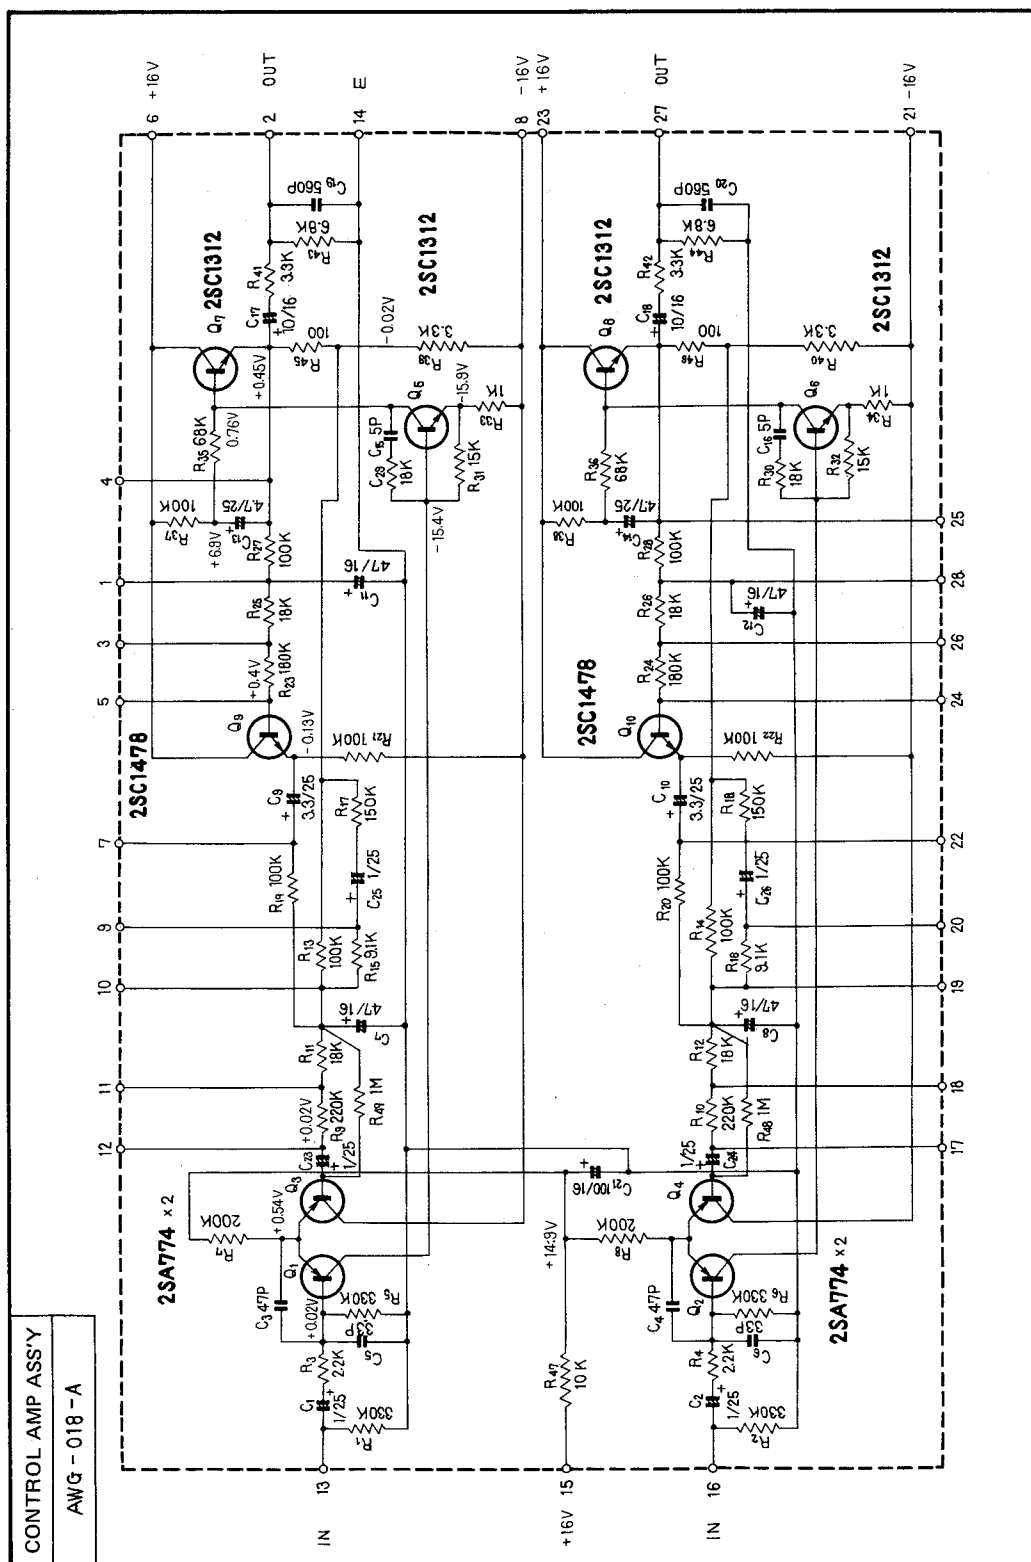 CONTROL AMP ASS'Y
AWG - 018 - A
6 +16V
2 OUT
14 E
8 -16V
23 +16V
27 OUT
21 -16V
C19 560P
R43 6.8K
R41 3.3K
C17 + 10/16
Q7 2SC1312
2SC1312
R45 100
-0.02V
R39 3.3K
+0.45V
Q5
-15.9V
R33 1K
R35 68K
0.76V
C15 5P
C29 18K
R31 15K
4
R37 100K
+6.9V
C13 + 4.7/25
R27 100K
-15.4V
1
C11 + 47/16
R25 18K
3
+0.4V
R23 180K
5
Q9
2SC1478
-0.13V
R21 100K
C9 + 3.3/25
R17 150K
7
R19 100K
C25 + 1/25
9
R13 100K
R15 9.1K
10
C7 + 47/16
R11 18K
11
R49 1M
+0.02V
R9 220K
12
C23 + 1/25
Q3
+0.54V
R7 200K
2SA774 x 2
Q1
C3 47P
R5 330K
33P
C5
+0.02V
R3 2.2K
C1 + 1/25
R1 330K
13 IN
C20 560P
R44 6.8K
R42 3.3K
C18 + 10/16
Q8 2SC1312
2SC1312
R46 100
R40 3.3K
Q6
R34 1K
R36 68K
C16 5P
R30 18K
R32 15K
R38 100K
C14 + 47/25
R28 100K
25
28
C12 + 47/16
R26 18K
26
R24 180K
24
2SC1478
Q10
R22 100K
C10 + 3.3/25
R18 150K
22
R20 100K
C26 + 1/25
R14 100K
20
R18 9.1K
19
C8 + 47/16
R12 18K
18
R10 220K
R48 1M
17
C24 + 1/25
C21 100/16 +
Q4
+14.9V
R8 200K
Q2
2SA774 x 2
C4 47P
R6 330K
33P
C6
R4 2.2K
R47 10K
C2 + 1/25
R2 330K
15 +16V
16 IN